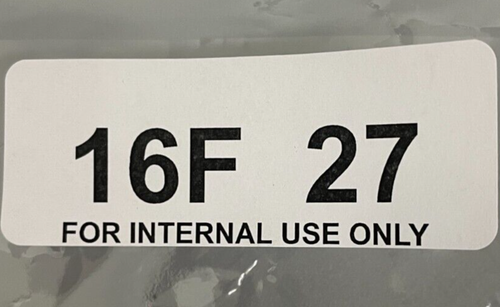 16F 27
FOR INTERNAL USE ONLY